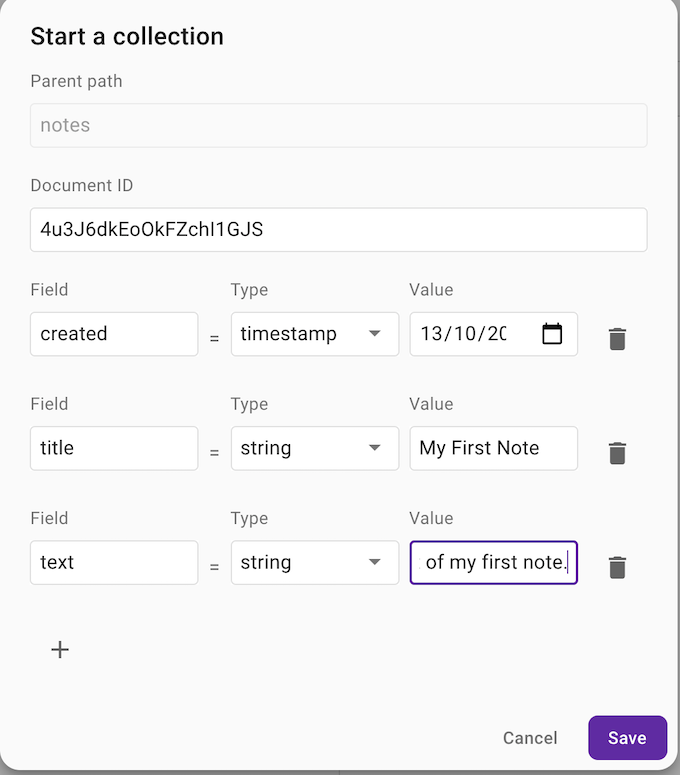 Start a collection
Parent path
notes
Document ID
4u3J6dkEoOkFZchI1GJS
Field Type Value
created = timestamp 13/10/20
Field Type Value
title = string My First Note
Field Type Value
text = string of my first note.
+
Cancel Save